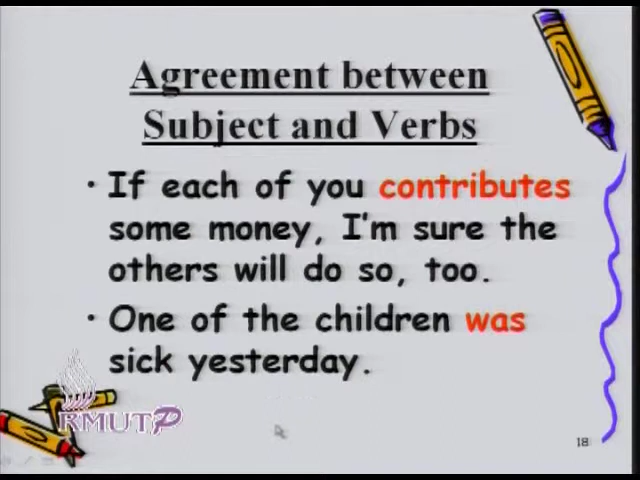 Agreement between
Subject and Verbs
• If each of you contributes
some money, I'm sure the
others will do so, too.
• One of the children was
sick yesterday.
RMUTP
18